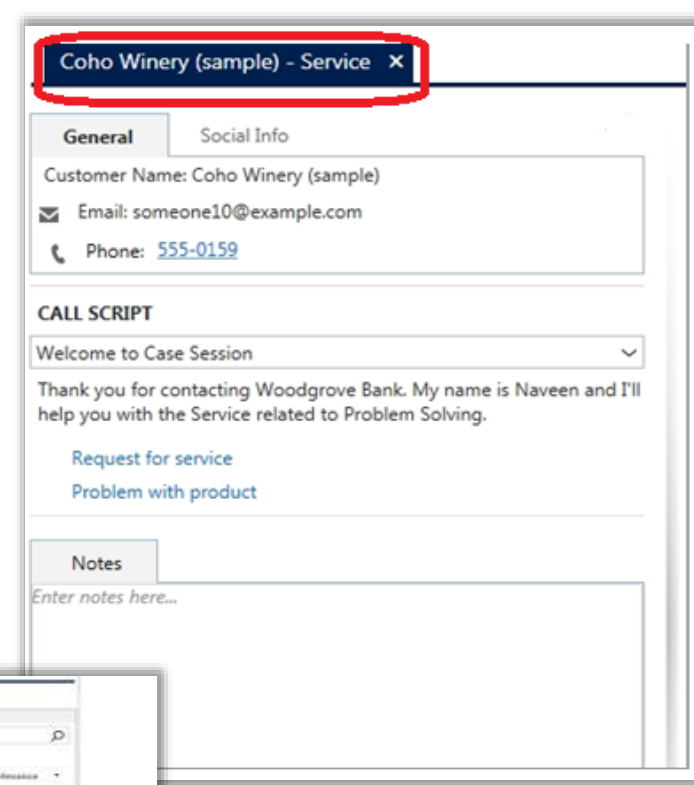 Coho Winery (sample) - Service ×
General Social Info
Customer Name: Coho Winery (sample)
Email: someone10@example.com
Phone: 555-0159
CALL SCRIPT
Welcome to Case Session
Thank you for contacting Woodgrove Bank. My name is Naveen and I'll
help you with the Service related to Problem Solving.
Request for service
Problem with product
Notes
Enter notes here...